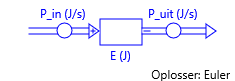 P_in (J/s) P_uit (J/s)
E (J)
Oplosser: Euler